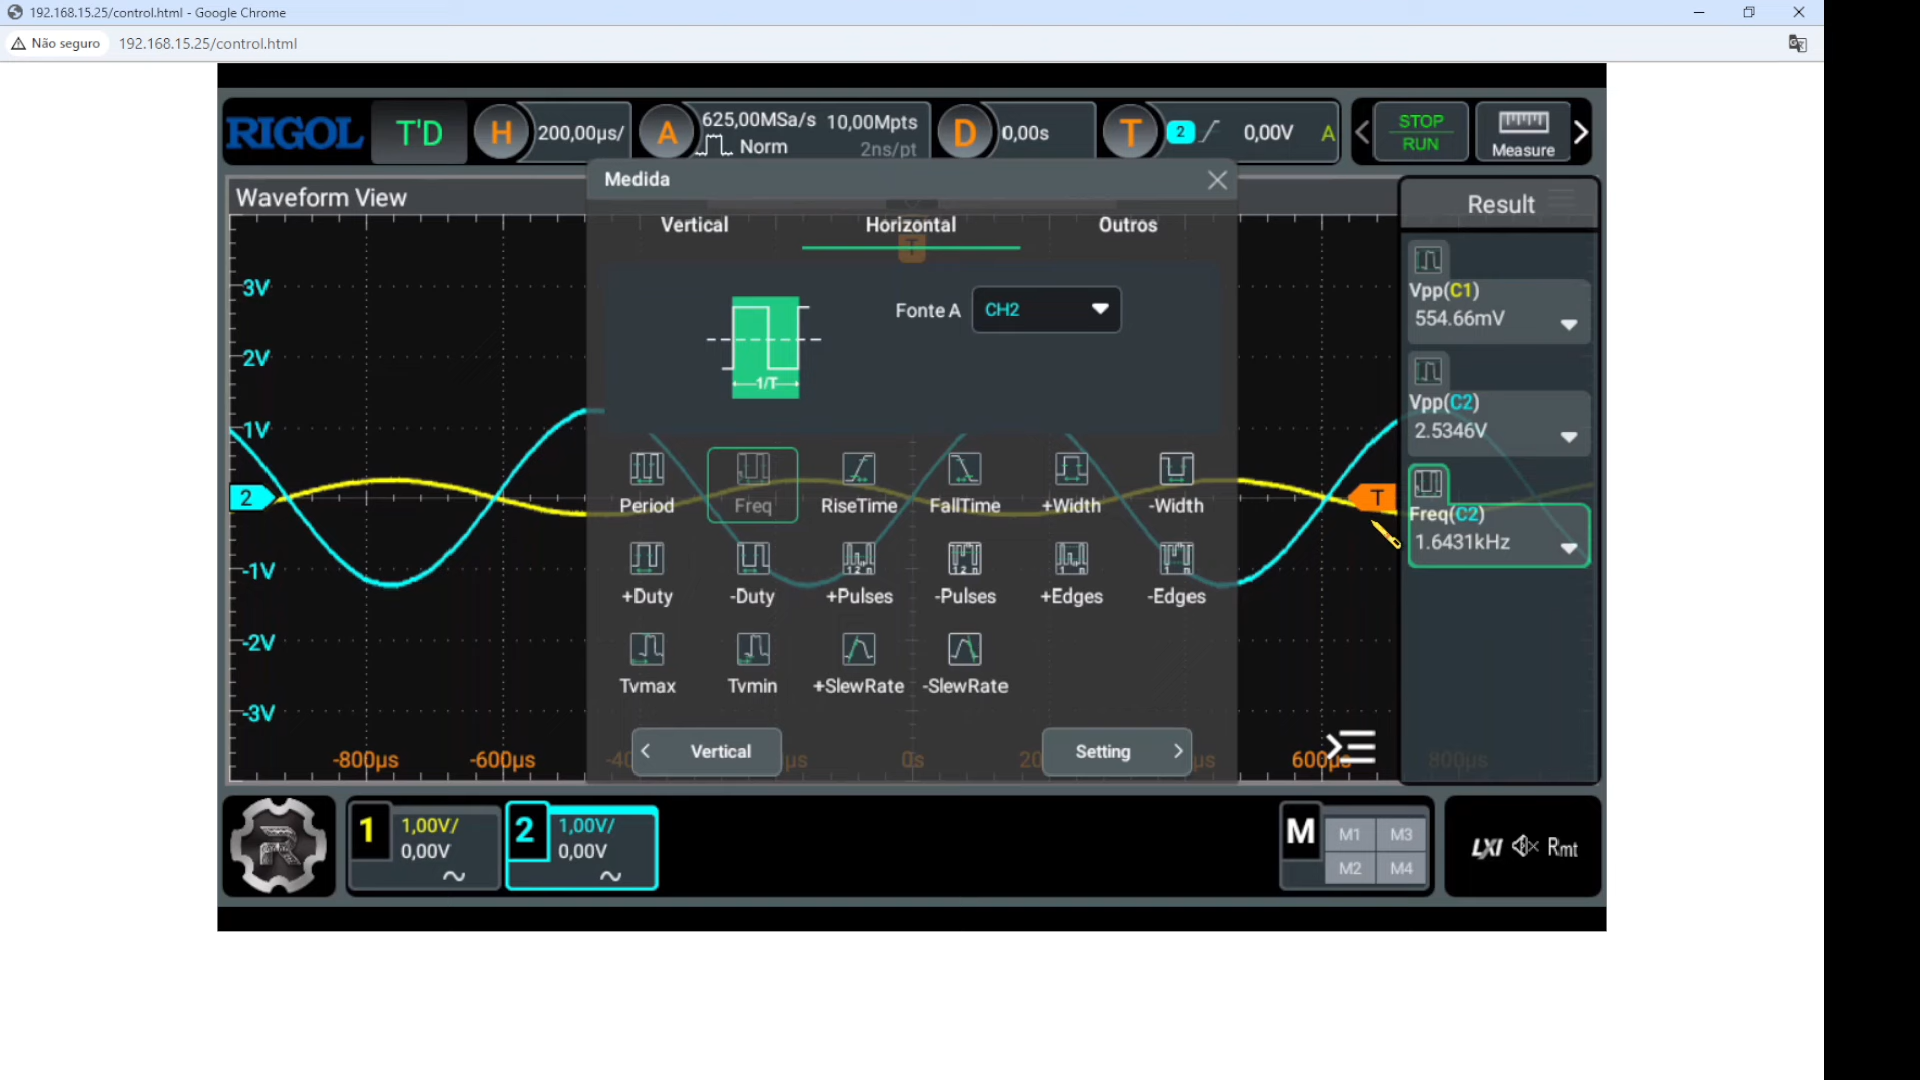 192.168.15.25/control.html - Google Chrome
Não seguro
192.168.15.25/control.html
RIGOL
T'D
H
200,00µs/
A
625,00MSa/s
10,00Mpts
Norm
2ns/pt
D
0,00s
T
2
0,00V
A
STOP
RUN
Measure
Waveform View
Medida
Result
Vertical
Horizontal
Outros
T
Fonte A
CH2
1/T
3V
2V
1V
2
-1V
-2V
-3V
Period
Freq
RiseTime
FallTime
+Width
-Width
+Duty
-Duty
+Pulses
-Pulses
+Edges
-Edges
Tvmax
Tvmin
+SlewRate
-SlewRate
T
Vpp(C1)
554.66mV
Vpp(C2)
2.5346V
Freq(C2)
1.6431kHz
Vertical
Setting
-800µs
-600µs
0s
600µs
800µs
1
1,00V/
0,00V
2
1,00V/
0,00V
M
M1
M3
M2
M4
LXI
Rmt